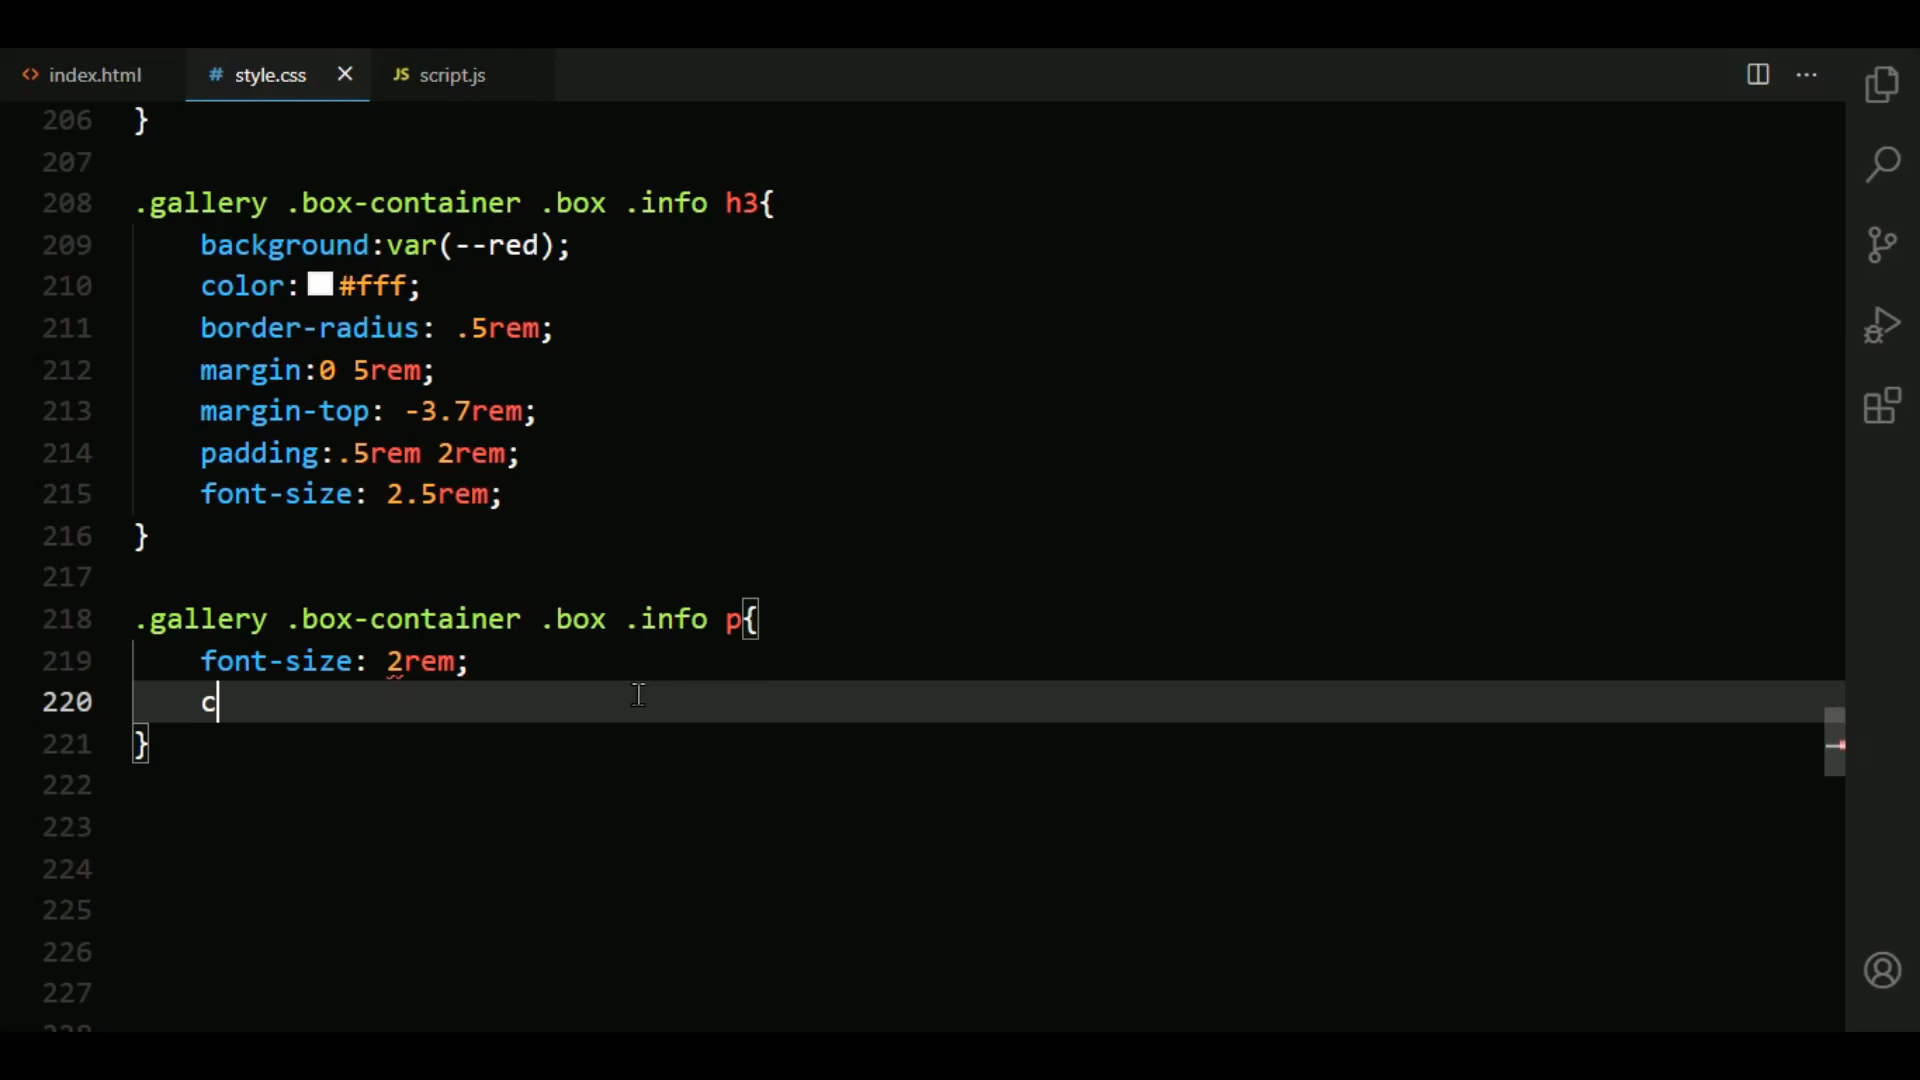 index.html style.css script.js
206 }
207
208 .gallery .box-container .box .info h3{
209 background:var(--red);
210 color:#fff;
211 border-radius: .5rem;
212 margin:0 5rem;
213 margin-top: -3.7rem;
214 padding:.5rem 2rem;
215 font-size: 2.5rem;
216 }
217
218 .gallery .box-container .box .info p{
219 font-size: 2rem;
220 c
221 }
222
223
224
225
226
227